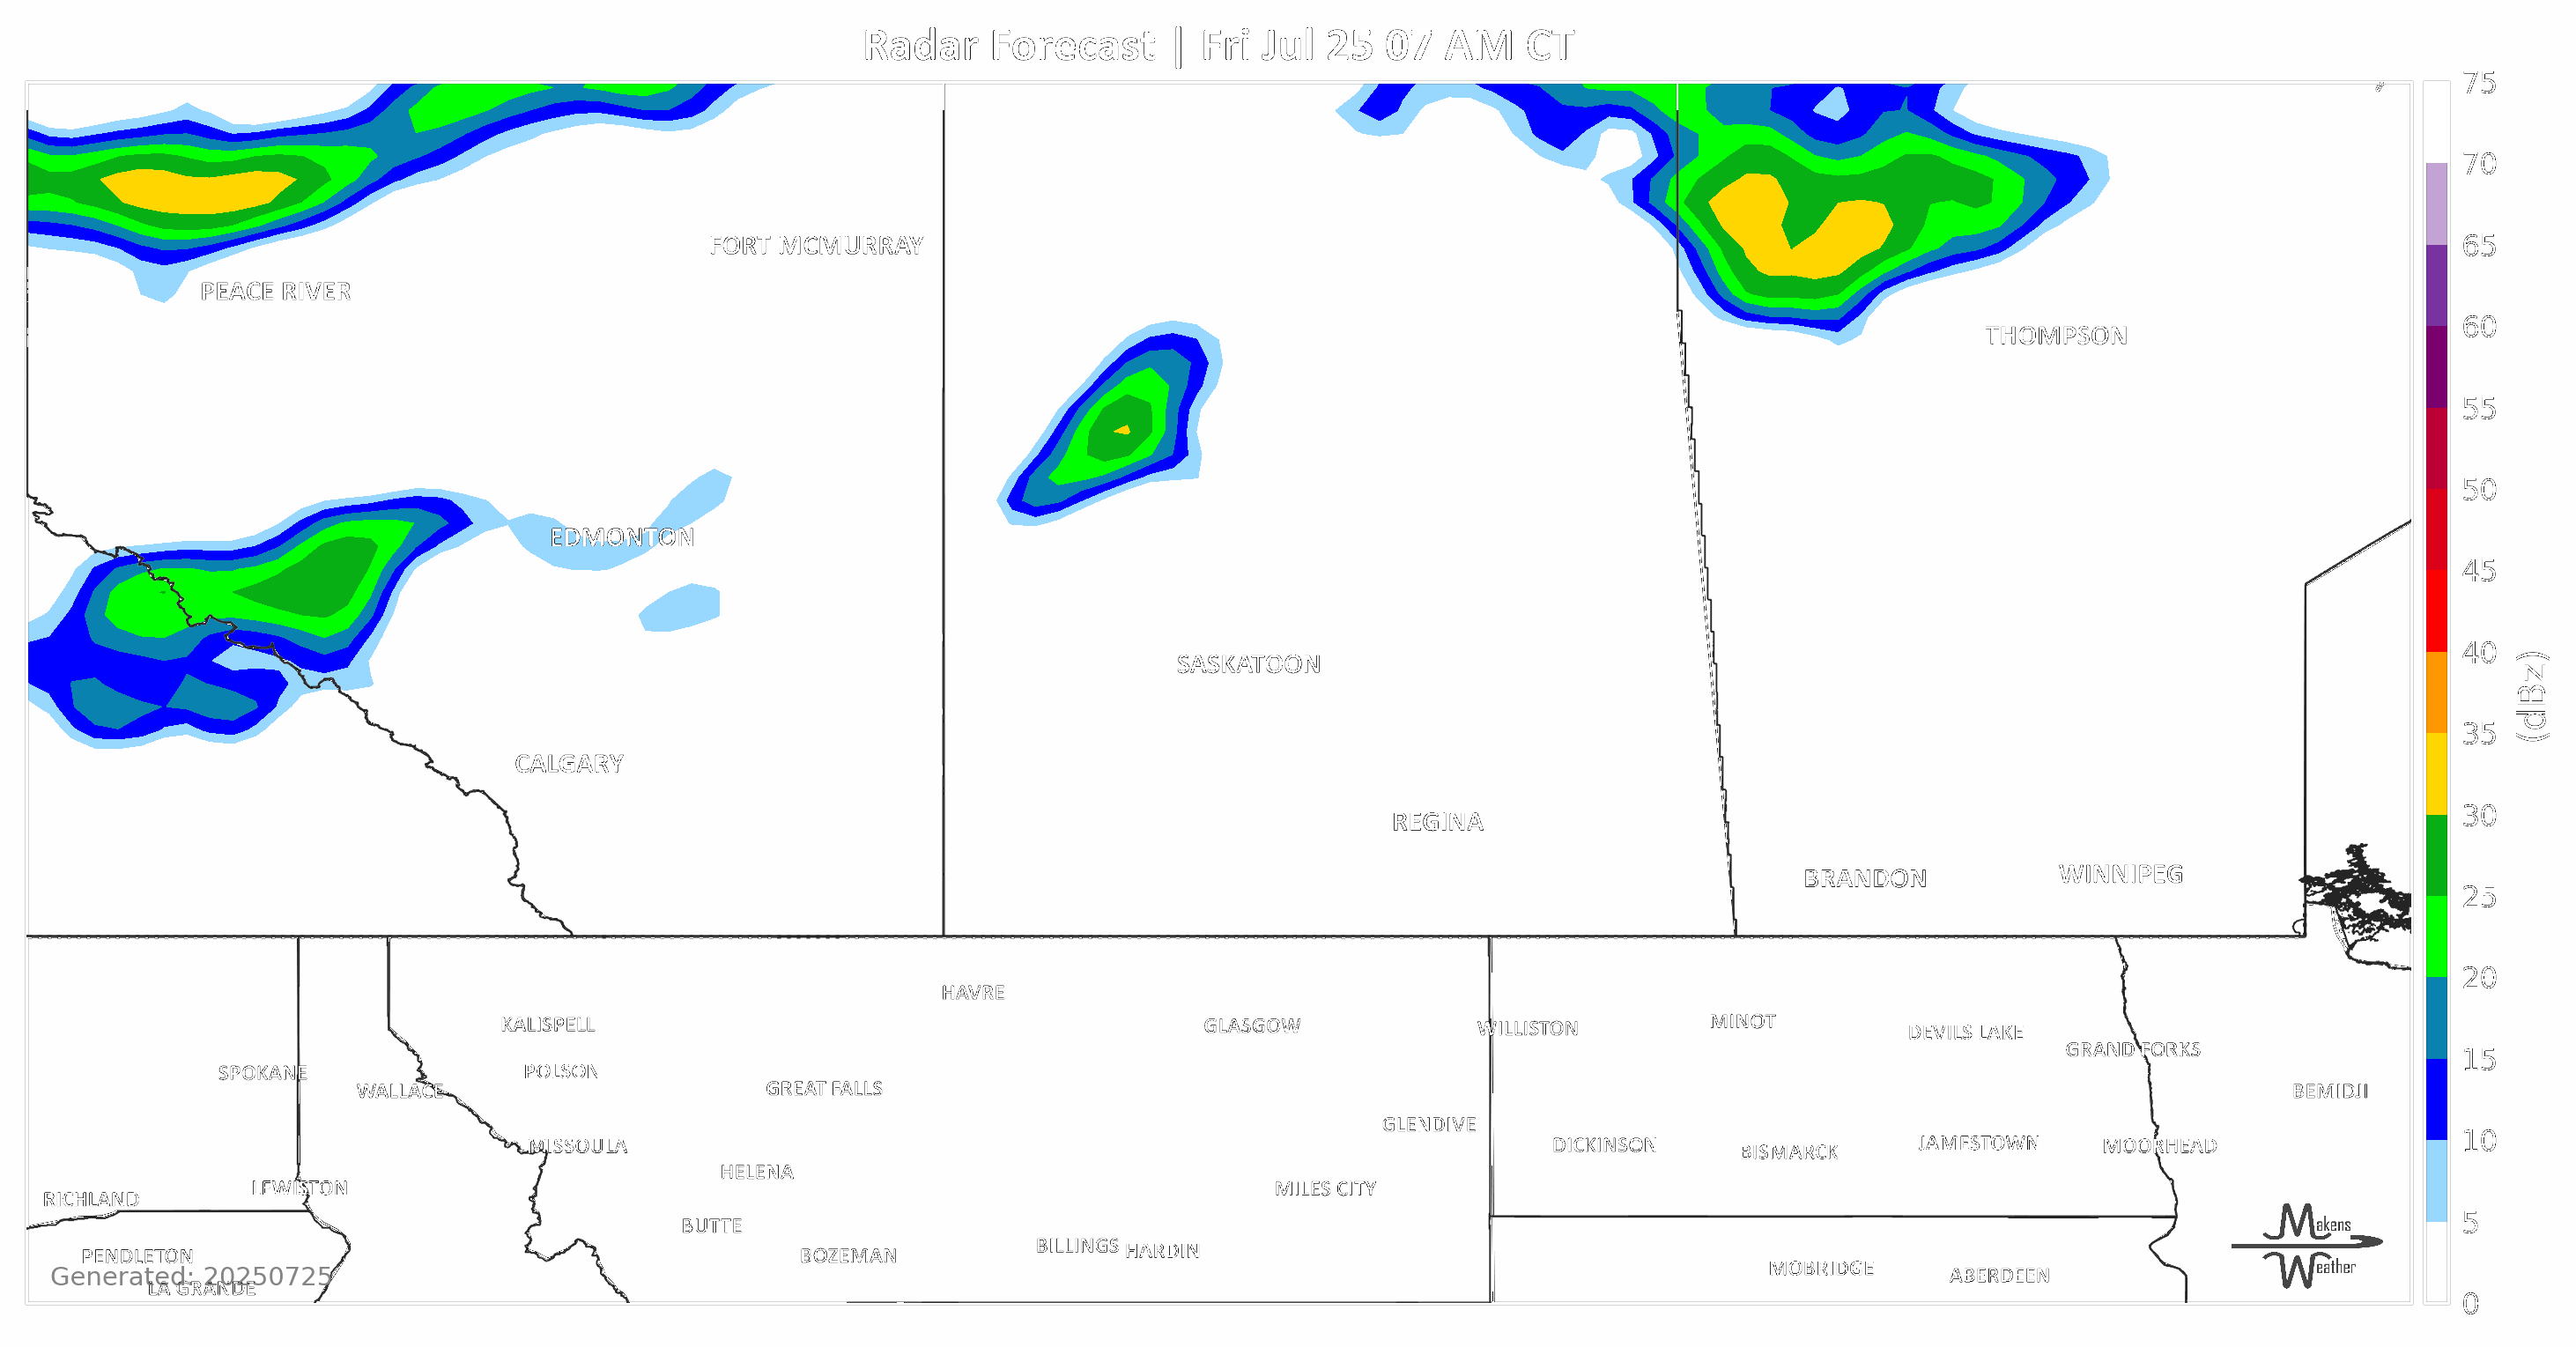 Radar Forecast | Fri Jul 25 07 AM CT
75
70
FORT MCMURRAY
65
PEACE RIVER
60
THOMPSON
55
50
EDMONTON
45
SASKATOON
40
(dBz)
35
CALGARY
30
REGINA
25
BRANDON
WINNIPEG
20
HAVRE
KALISPELL
GLASGOW
WILLISTON
MINOT
DEVILS LAKE
GRAND FORKS
15
SPOKANE
POLSON
WALLACE
GREAT FALLS
BEMIDJI
GLENDIVE
10
MISSOULA
DICKINSON
BISMARCK
JAMESTOWN
MOORHEAD
HELENA
RICHLAND
LEWISTON
MILES CITY
5
BUTTE
Makens
Weather
PENDLETON
BOZEMAN
BILLINGS
HARDIN
Generated: 20250725
LA GRANDE
MOBRIDGE
ABERDEEN
0